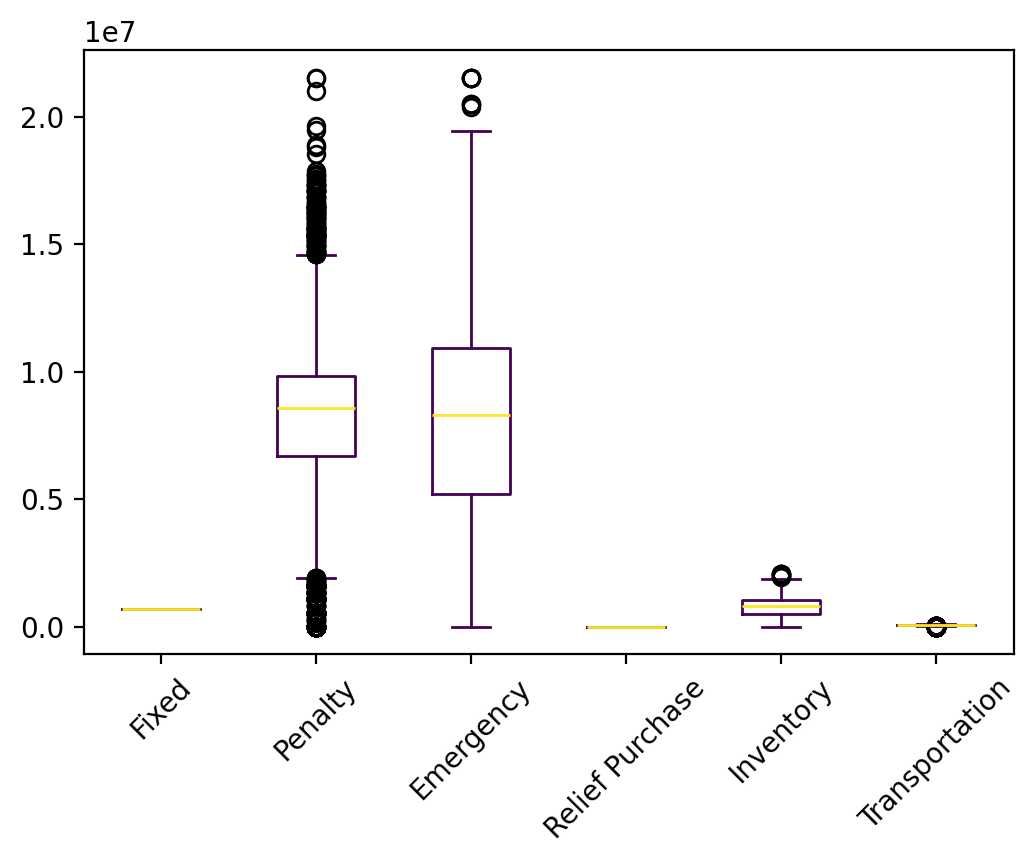 1e7
2.0
1.5
1.0
0.5
0.0
Fixed
Penalty
Emergency
Relief Purchase
Inventory
Transportation